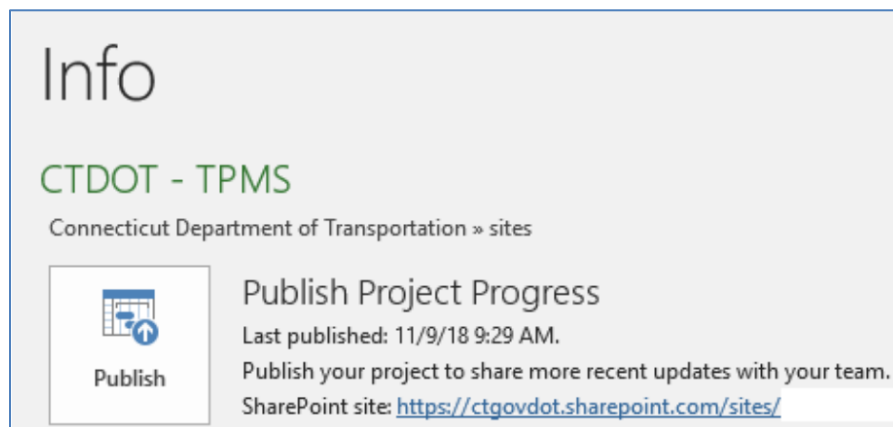 Info
CTDOT - TPMS
Connecticut Department of Transportation » sites
Publish Project Progress
Last published: 11/9/18 9:29 AM.
Publish
Publish your project to share more recent updates with your team.
SharePoint site: https://ctgovdot.sharepoint.com/sites/